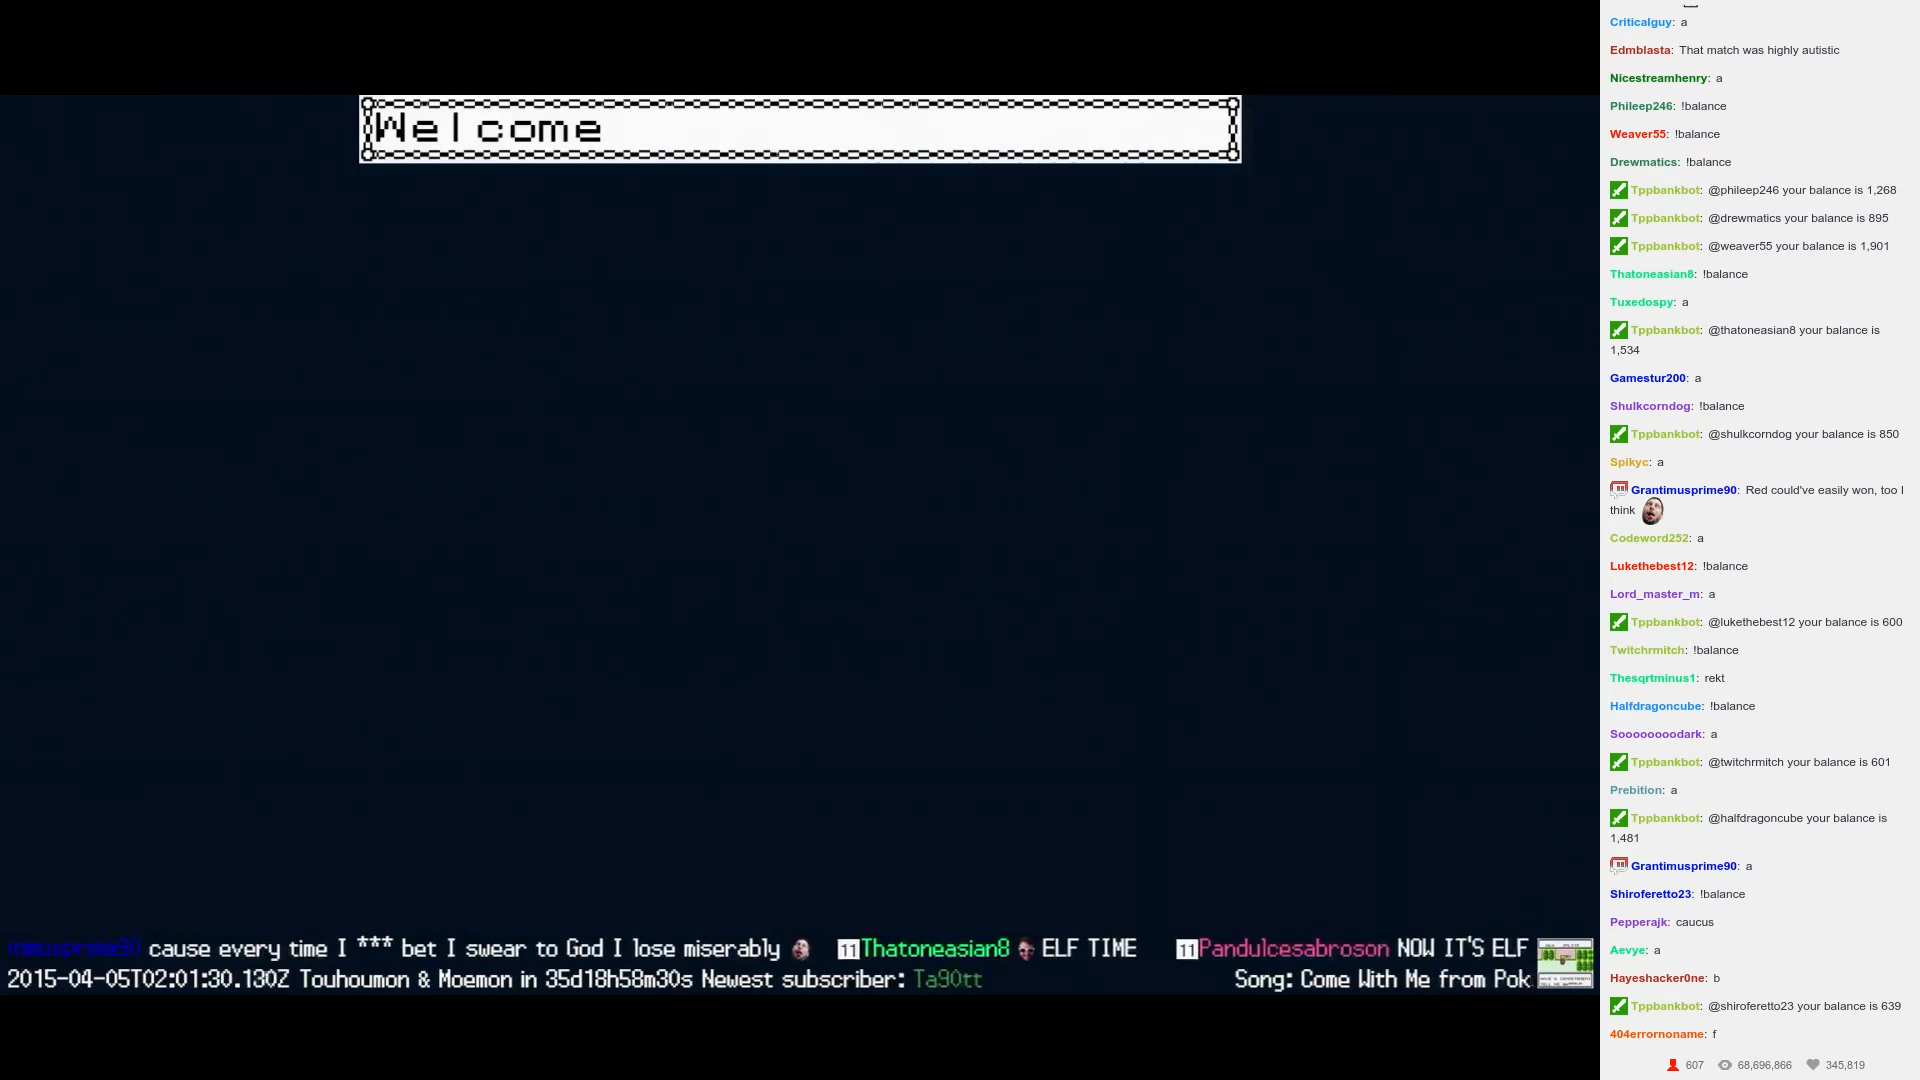 Welcome
cause every time I *** bet I swear to God I lose miserably 11 Thatoneasian8 ELF TIME 11 Pandulcesabroson NOW IT'S ELF
2015-04-05T02:01:30.130Z Touhoumon & Moemon in 35d18h58m30s Newest subscriber: Ta90tt Song: Come With Me from Pok
Criticalguy: a
Edmblasta: That match was highly autistic
Nicestreamhenry: a
Phileep246: !balance
Weaver55: !balance
Drewmatics: !balance
Tppbankbot: @phileep246 your balance is 1,268
Tppbankbot: @drewmatics your balance is 895
Tppbankbot: @weaver55 your balance is 1,901
Thatoneasian8: !balance
Tuxedospy: a
Tppbankbot: @thatoneasian8 your balance is
1,534
Gamestur200: a
Shulkcorndog: !balance
Tppbankbot: @shulkcorndog your balance is 850
Spikyc: a
Grantimusprime90: Red could've easily won, too I
think
Codeword252: a
Lukethebest12: !balance
Lord_master_m: a
Tppbankbot: @lukethebest12 your balance is 600
Twitchrmitch: !balance
Thesqrtminus1: rekt
Halfdragoncube: !balance
Soooooooodark: a
Tppbankbot: @twitchrmitch your balance is 601
Prebition: a
Tppbankbot: @halfdragoncube your balance is
1,481
Grantimusprime90: a
Shiroferetto23: !balance
Pepperajk: caucus
Aevye: a
Hayeshacker0ne: b
Tppbankbot: @shiroferetto23 your balance is 639
404errornoname: f
607 68,696,866 345,819